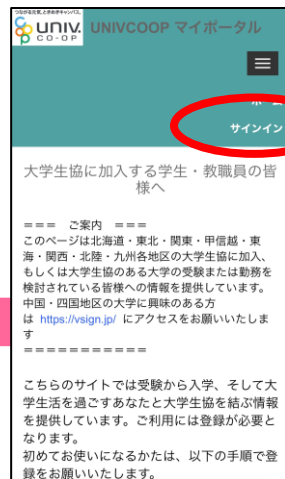 つながる元気、ときめきキャンパス。
UNIV.
CO-OP
UNIVCOOP マイポータル
ホーム
サインイン
大学生協に加入する学生・教職員の皆
様へ
=== ご案内 ===
このページは北海道・東北・関東・甲信越・東
海・関西・北陸・九州各地区の大学生協に加入、
もしくは大学生協のある大学の受験または勤務を
検討されている皆様への情報を提供しています。
中国・四国地区の大学に興味のある方
は https://vsign.jp/ にアクセスをお願いいたしま
す
===========
こちらのサイトでは受験から入学、そして大
学生活を過ごすあなたと大学生協を結ぶ情報
を提供しています。ご利用には登録が必要と
なります。
初めてお使いになるかたは、以下の手順で登
録をお願いいたします。